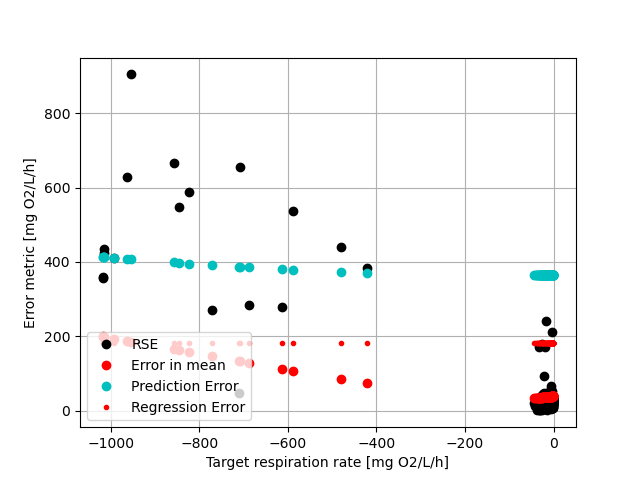 800
600
400
200
0
Error metric [mg O2/L/h]
RSE
Error in mean
Prediction Error
Regression Error
−1000
−800
−600
−400
−200
0
Target respiration rate [mg O2/L/h]